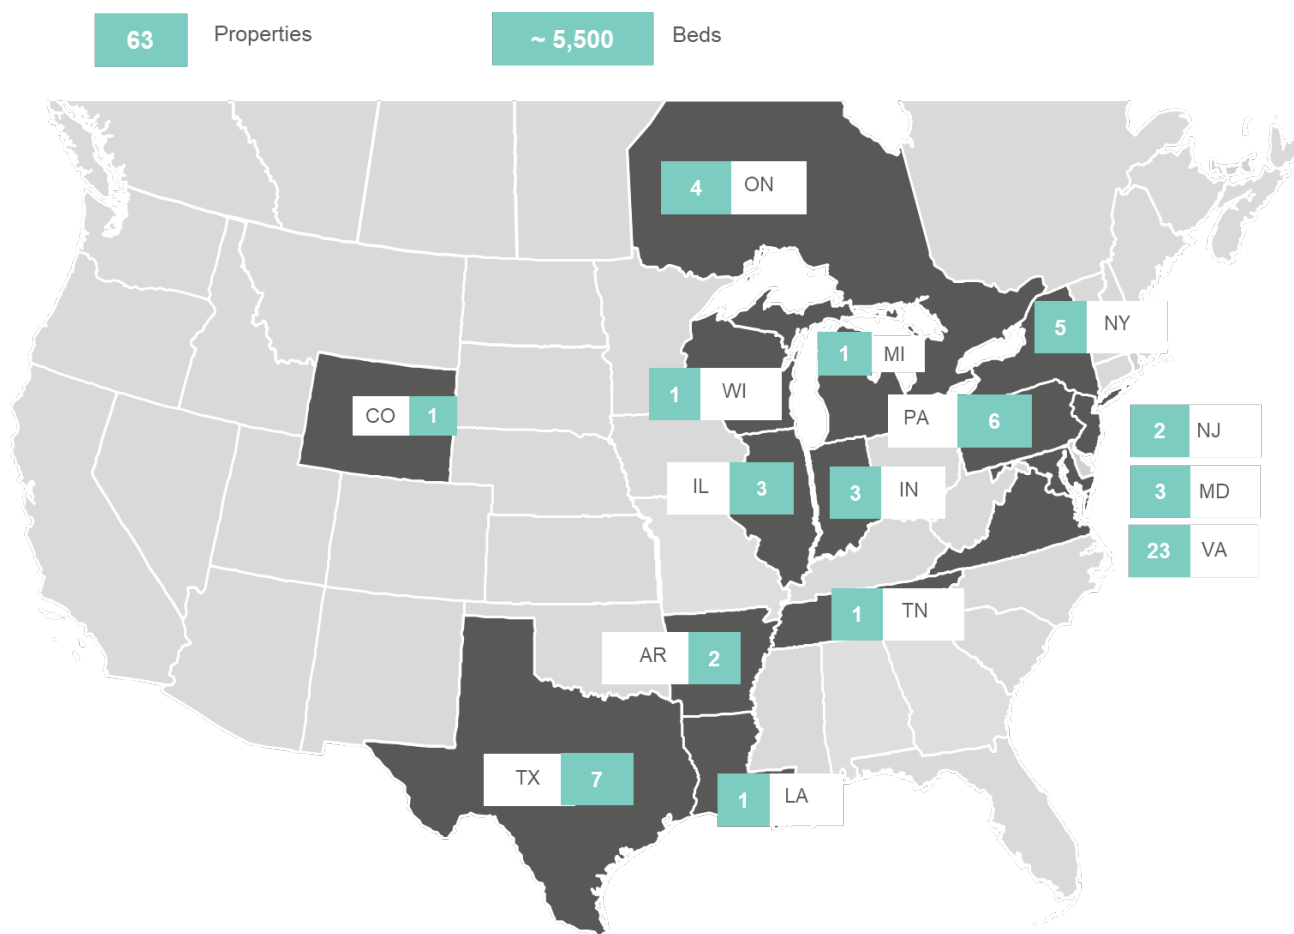 63 Properties ~ 5,500 Beds
4 ON
5 NY
1 MI
1 WI
CO 1
PA 6
2 NJ
IL 3
3 IN
3 MD
23 VA
1 TN
AR 2
TX 7
1 LA